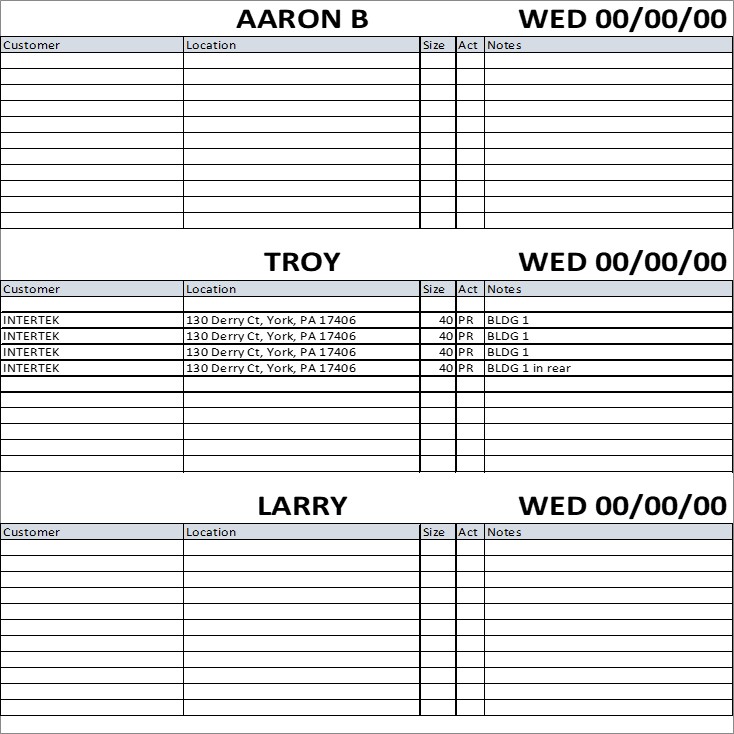 AARON B WED 00/00/00
Customer Location Size Act Notes
TROY WED 00/00/00
Customer Location Size Act Notes
INTERTEK 130 Derry Ct, York, PA 17406 40 PR BLDG 1
INTERTEK 130 Derry Ct, York, PA 17406 40 PR BLDG 1
INTERTEK 130 Derry Ct, York, PA 17406 40 PR BLDG 1
INTERTEK 130 Derry Ct, York, PA 17406 40 PR BLDG 1 in rear
LARRY WED 00/00/00
Customer Location Size Act Notes